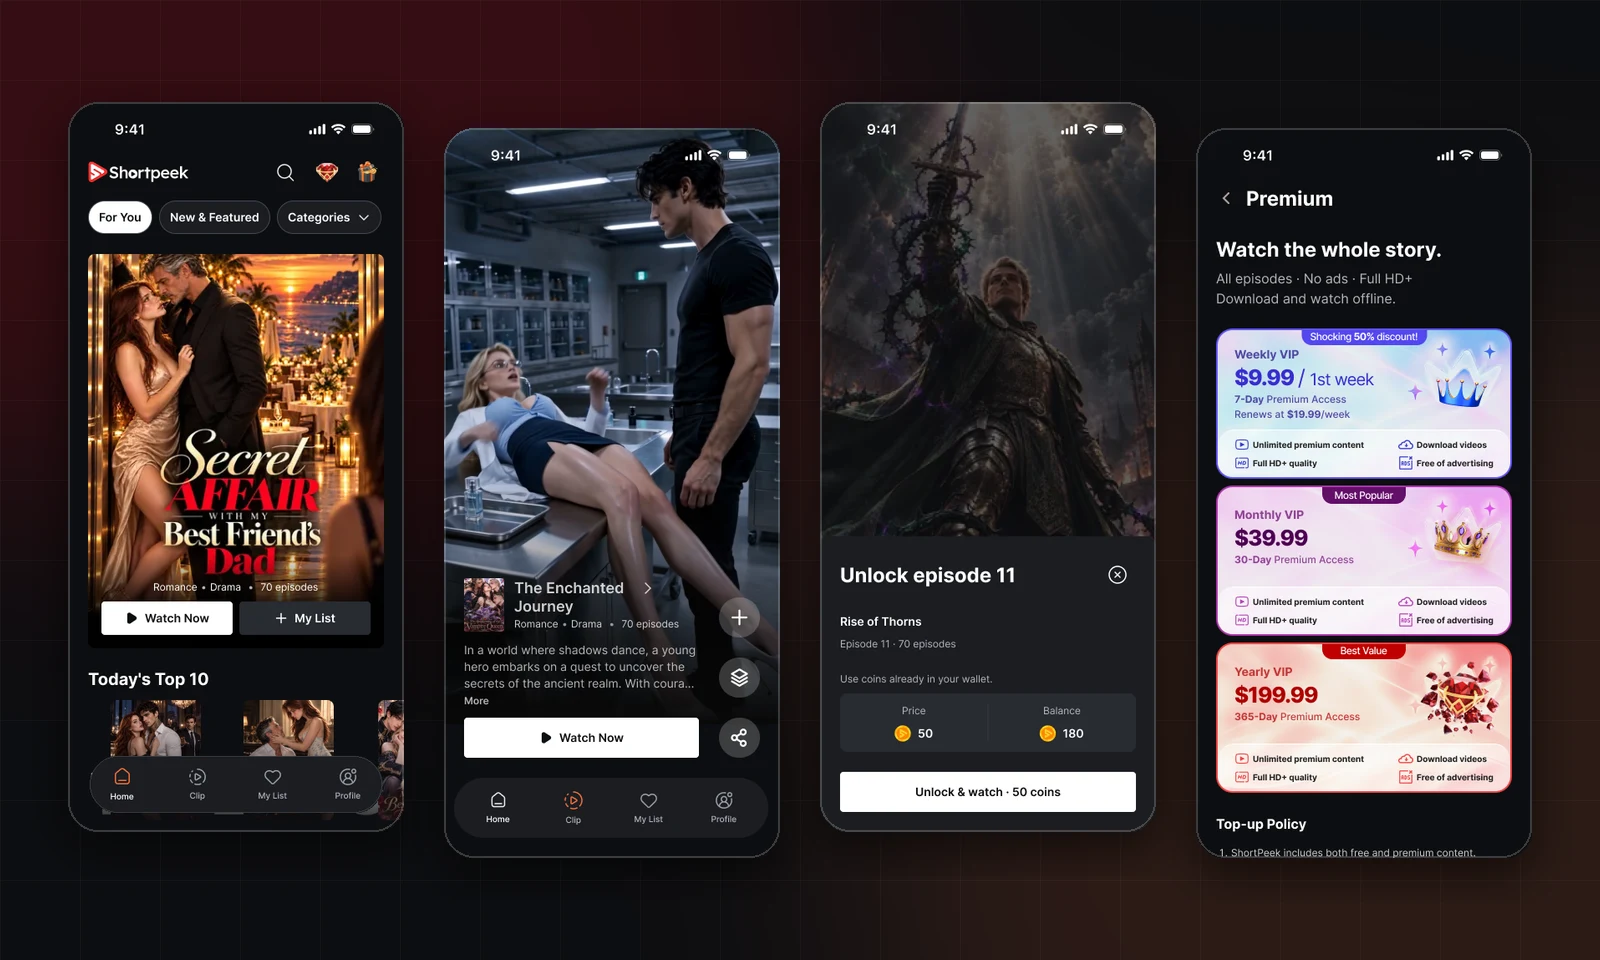 9:41
Shortpeek
For You
New & Featured
Categories
Secret
AFFAIR
WITH MY
Best Friend's
Dad
Romance • Drama • 70 episodes
Watch Now
+ My List
Today's Top 10
Home
Clip
My List
Profile
9:41
The Enchanted
Journey
Romance • Drama • 70 episodes
In a world where shadows dance, a young
hero embarks on a quest to uncover the
secrets of the ancient realm. With coura...
More
Watch Now
Home
Clip
My List
Profile
9:41
Unlock episode 11
Rise of Thorns
Episode 11 · 70 episodes
Use coins already in your wallet.
Price
Balance
50
180
Unlock & watch · 50 coins
9:41
Premium
Watch the whole story.
All episodes · No ads · Full HD+
Download and watch offline.
Shocking 50% discount!
Weekly VIP
$9.99 / 1st week
7-Day Premium Access
Renews at $19.99/week
Unlimited premium content
Download videos
HD Full HD+ quality
ADS Free of advertising
Most Popular
Monthly VIP
$39.99
30-Day Premium Access
Unlimited premium content
Download videos
HD Full HD+ quality
ADS Free of advertising
Best Value
Yearly VIP
$199.99
365-Day Premium Access
Unlimited premium content
Download videos
HD Full HD+ quality
ADS Free of advertising
Top-up Policy
1. ShortPeek includes both free and premium content.